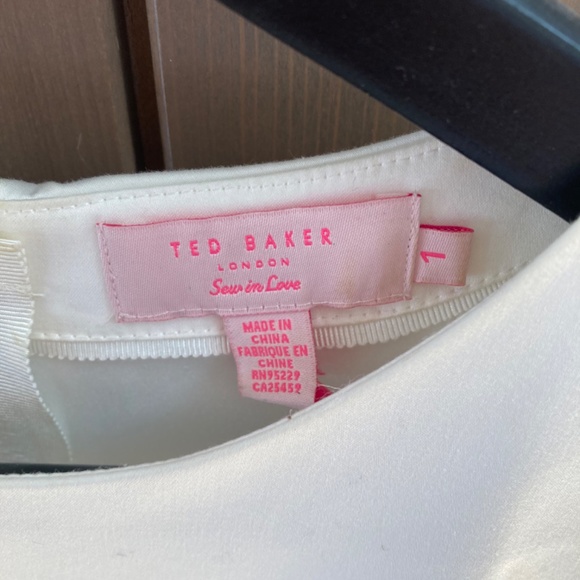 TED BAKER
LONDON
Sew in Love
1
MADE IN
CHINA
FABRIQUE EN
CHINE
RN95229
CA25452